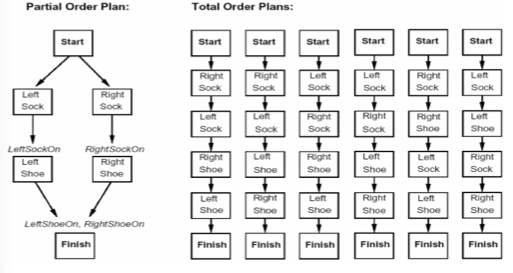 Partial Order Plan:
Start
Left
Sock
Right
Sock
LeftSockOn
RightSockOn
Left
Shoe
Right
Shoe
LeftShoeOn, RightShoeOn
Finish
Total Order Plans:
Start
Right
Sock
Left
Sock
Right
Shoe
Left
Shoe
Finish
Start
Right
Sock
Left
Sock
Left
Shoe
Right
Shoe
Finish
Start
Left
Sock
Right
Sock
Right
Shoe
Left
Shoe
Finish
Start
Left
Sock
Right
Sock
Left
Shoe
Right
Shoe
Finish
Start
Right
Sock
Right
Shoe
Left
Sock
Left
Shoe
Finish
Start
Left
Sock
Left
Shoe
Right
Sock
Right
Shoe
Finish